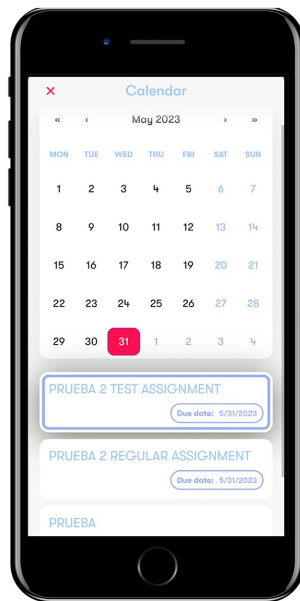 × Calendar
« ‹ May 2023 › »
MON TUE WED THU FRI SAT SUN
1 2 3 4 5 6 7
8 9 10 11 12 13 14
15 16 17 18 19 20 21
22 23 24 25 26 27 28
29 30 31 1 2 3 4
PRUEBA 2 TEST ASSIGNMENT
Due date: 5/31/2023
PRUEBA 2 REGULAR ASSIGNMENT
Due date: 5/31/2023
PRUEBA